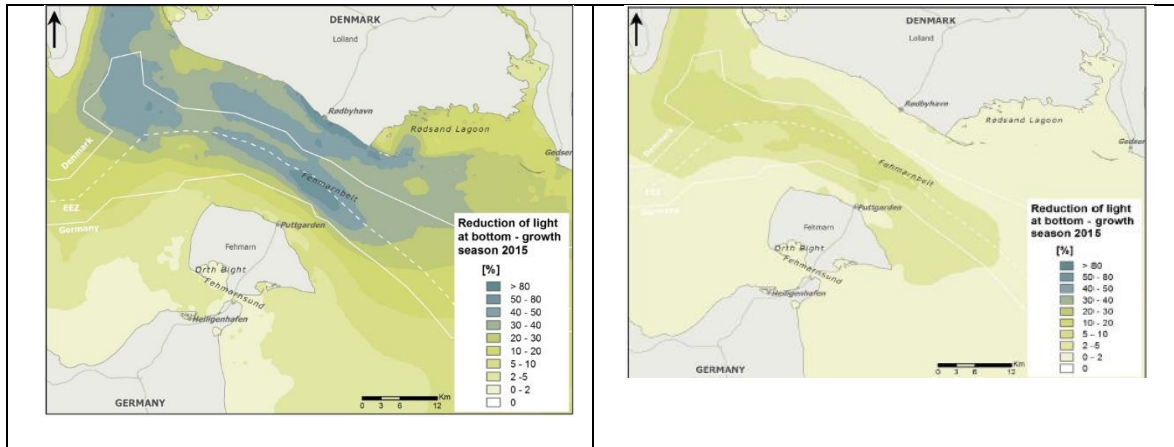 DENMARK
Lolland
Rødbyhavn
Rødsand Lagoon
Gedser
Denmark
EEZ
Germany
Fehmarnbelt
Puttgarden
Fehmarn
Orth Bight
Fehmarnsund
Heiligenhafen
GERMANY
Reduction of light
at bottom - growth
season 2015
[%]
> 80
50 - 80
40 - 50
30 - 40
20 - 30
10 - 20
5 - 10
2 -5
0 - 2
0
Km
0 3 6 12
DENMARK
Lolland
Rødbyhavn
Rødsand Lagoon
Gedser
Denmark
EEZ
Germany
Fehmarnbelt
Puttgarden
Fehmarn
Orth Bight
Fehmarnsund
Heiligenhafen
GERMANY
Reduction of light
at bottom - growth
season 2015
[%]
> 80
50 - 80
40 - 50
30 - 40
20 - 30
10 - 20
5 - 10
2 -5
0 - 2
0
Km
0 3 6 12